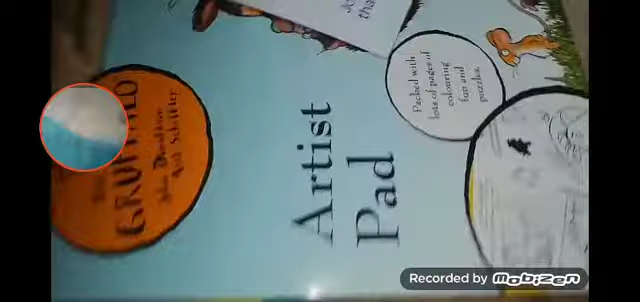 GRUFFALO
Julia Donaldson
Axel Scheffler
Artist
Pad
Packed with
lots of pages of
colouring
fun and
puzzles
Recorded by mobizen